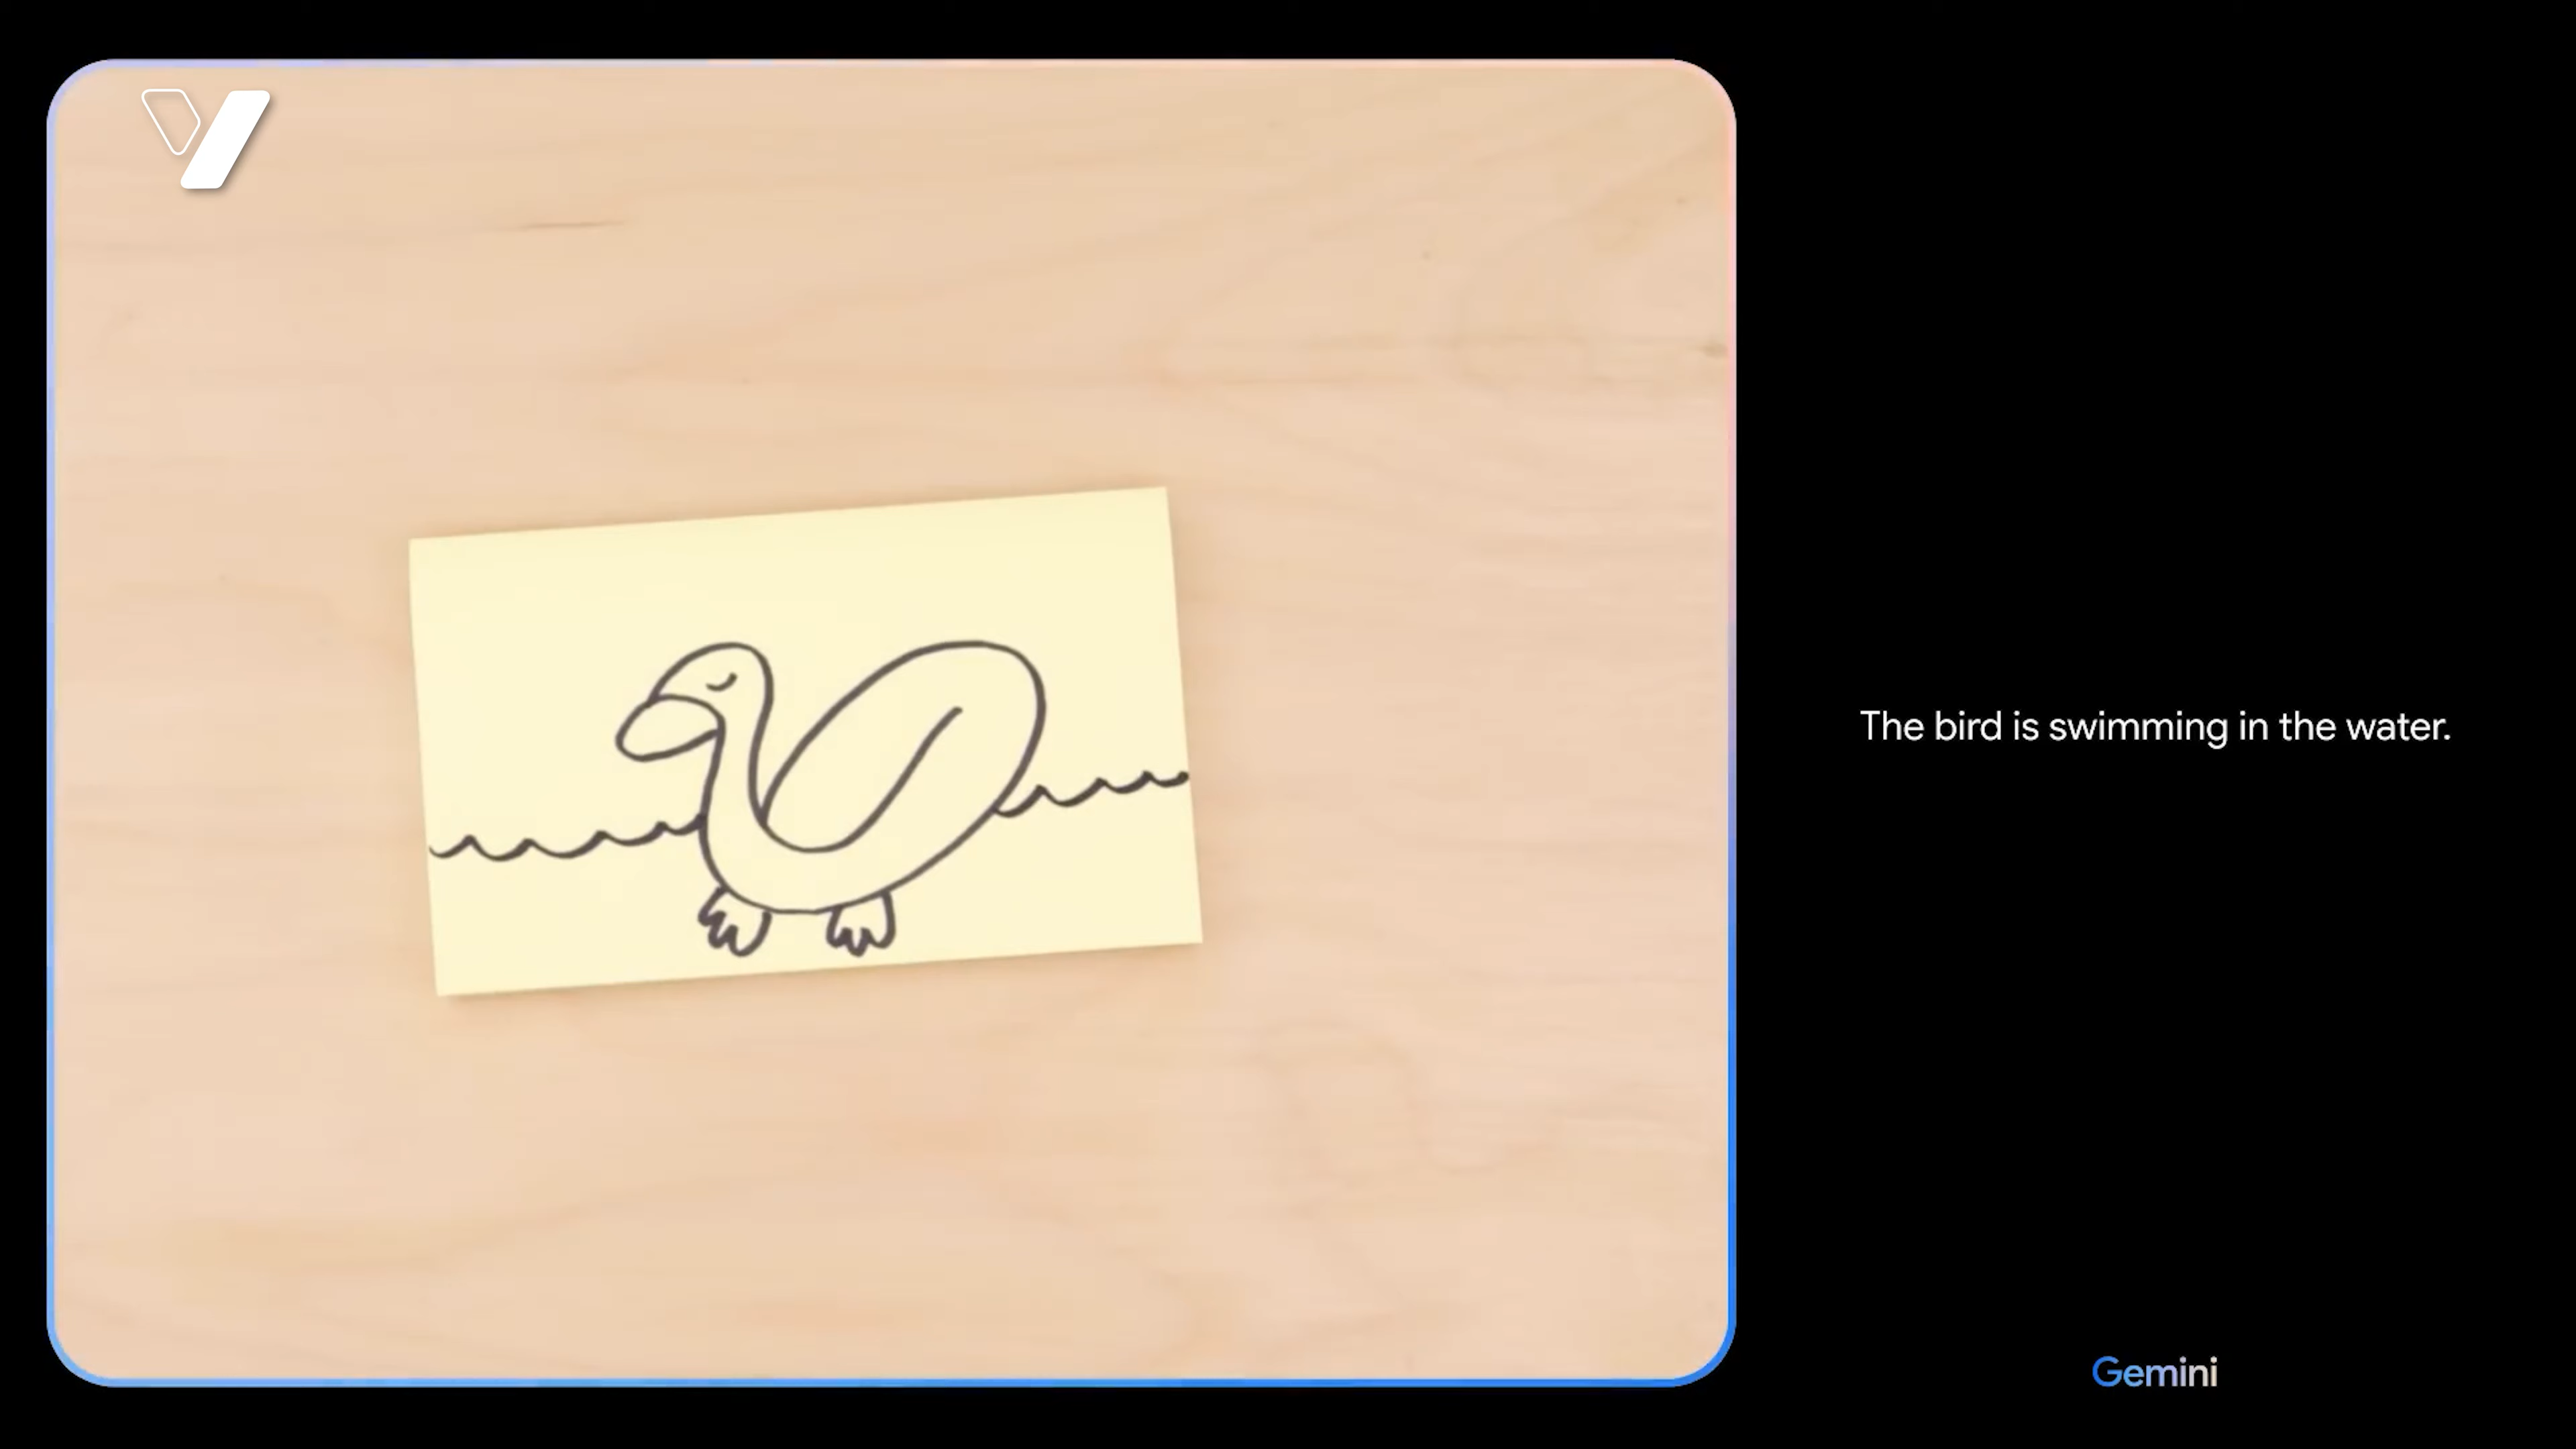 The bird is swimming in the water.
Gemini